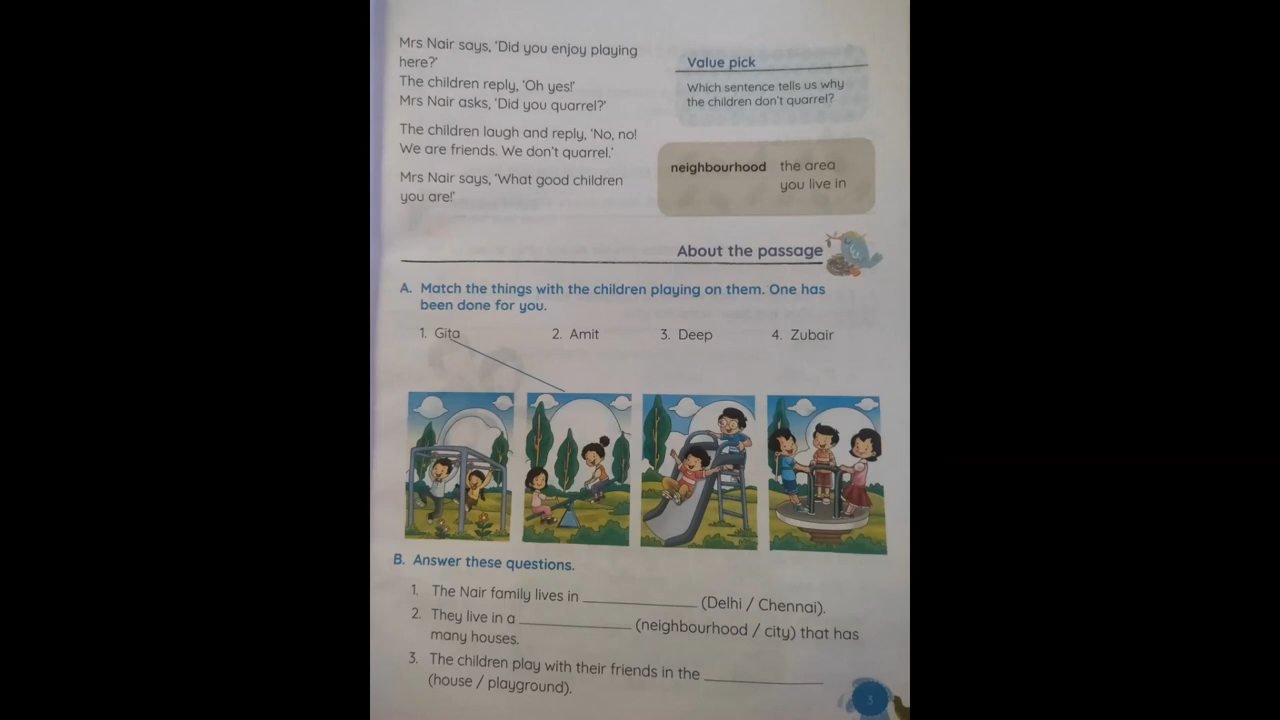 Mrs Nair says, 'Did you enjoy playing
here?'
The children reply, 'Oh yes!'
Mrs Nair asks, 'Did you quarrel?'
The children laugh and reply, 'No, no!
We are friends. We don't quarrel.'
Mrs Nair says, 'What good children
you are!'
Value pick
Which sentence tells us why
the children don't quarrel?
neighbourhood the area
you live in
About the passage
A. Match the things with the children playing on them. One has
been done for you.
1. Gita 2. Amit 3. Deep 4. Zubair
B. Answer these questions.
1. The Nair family lives in ____________ (Delhi / Chennai).
2. They live in a ____________ (neighbourhood / city) that has
many houses.
3. The children play with their friends in the ____________
(house / playground).
3